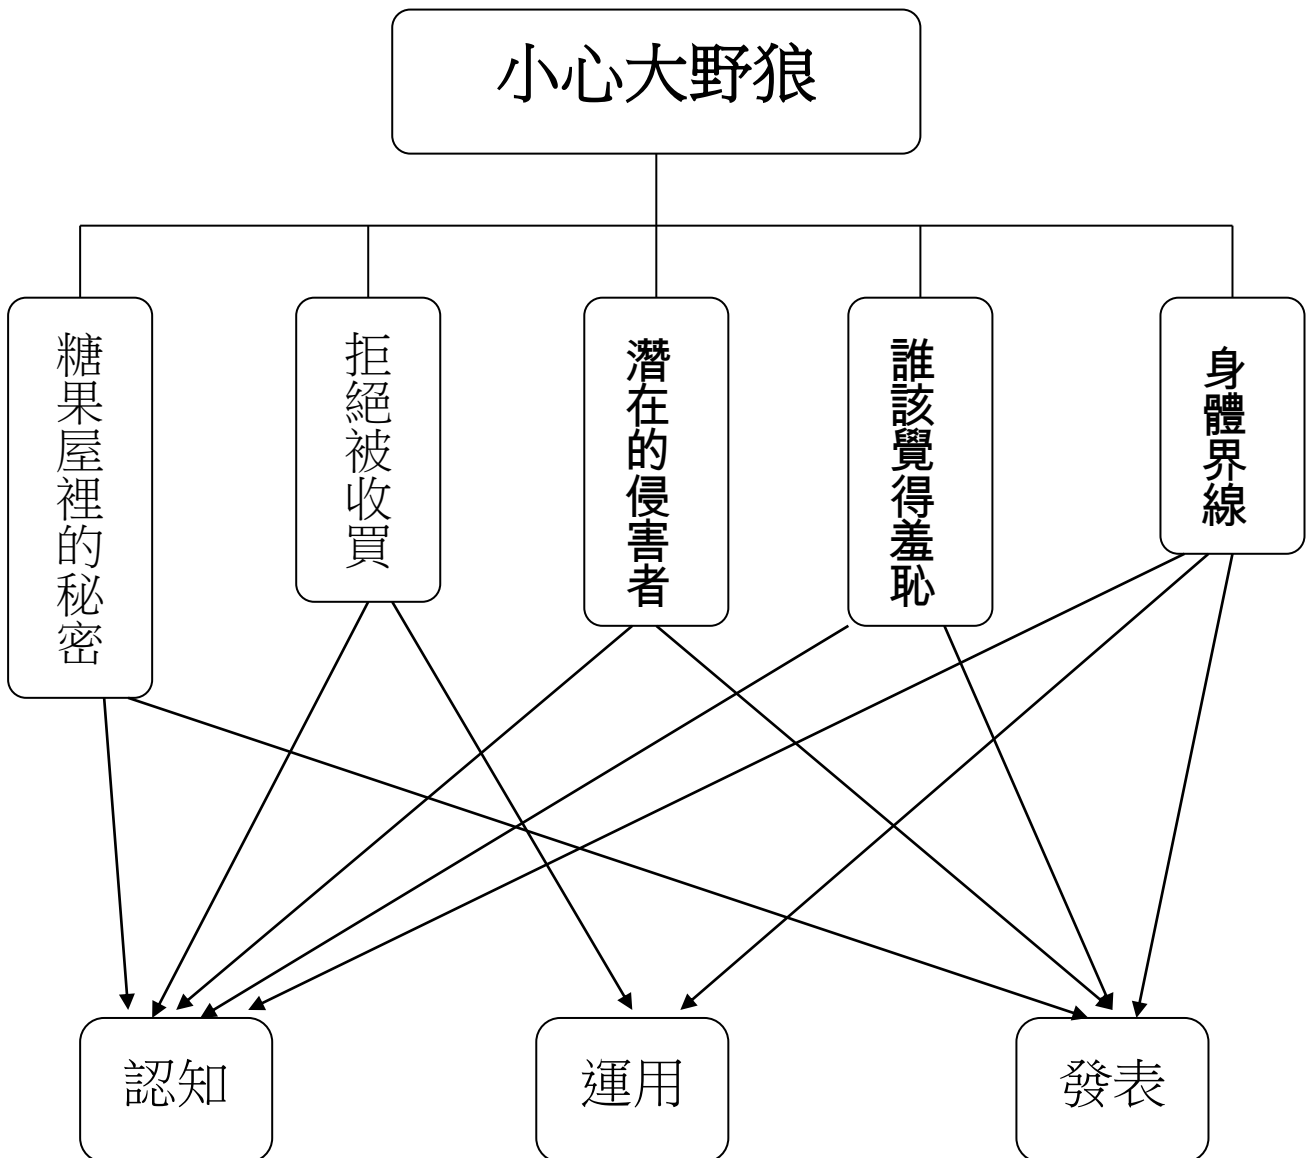 小心大野狼
糖果屋裡的秘密
拒絕被收買
潛在的侵害者
誰該覺得羞恥
身體界線
認知
運用
發表